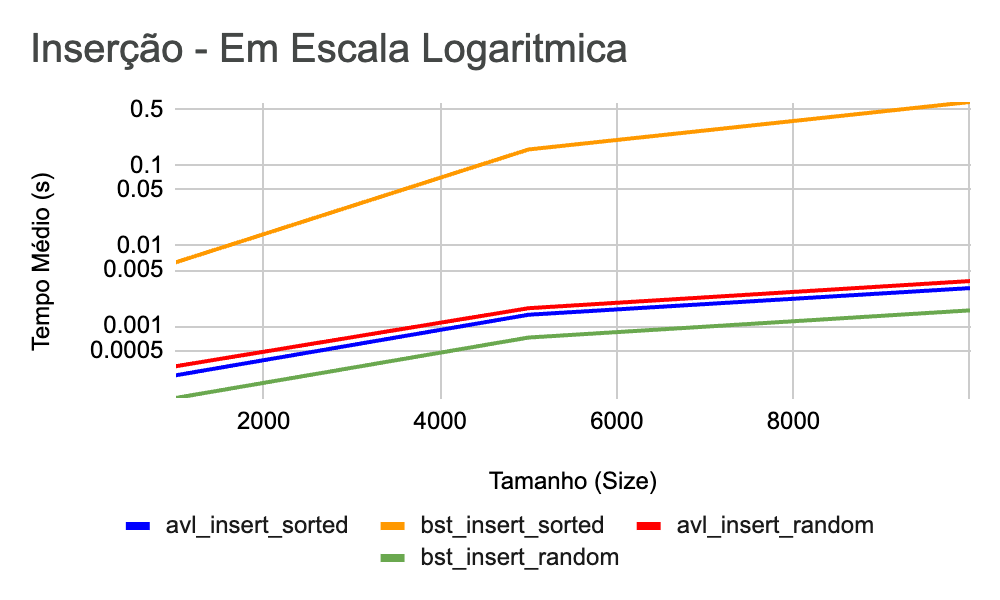 Inserção - Em Escala Logaritmica
0.5
0.1
0.05
0.01
0.005
0.001
0.0005
Tempo Médio (s)
2000 4000 6000 8000
Tamanho (Size)
avl_insert_sorted bst_insert_sorted avl_insert_random
bst_insert_random